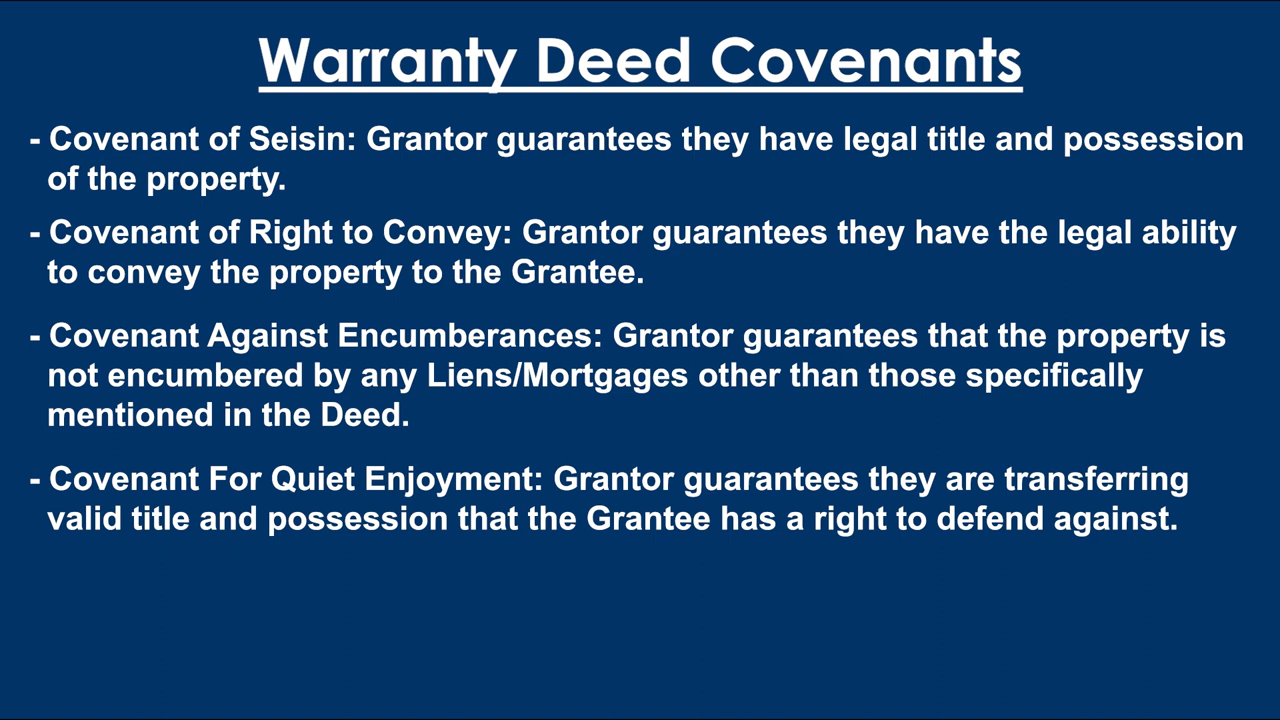 Warranty Deed Covenants
- Covenant of Seisin: Grantor guarantees they have legal title and possession
of the property.
- Covenant of Right to Convey: Grantor guarantees they have the legal ability
to convey the property to the Grantee.
- Covenant Against Encumberances: Grantor guarantees that the property is
not encumbered by any Liens/Mortgages other than those specifically
mentioned in the Deed.
- Covenant For Quiet Enjoyment: Grantor guarantees they are transferring
valid title and possession that the Grantee has a right to defend against.